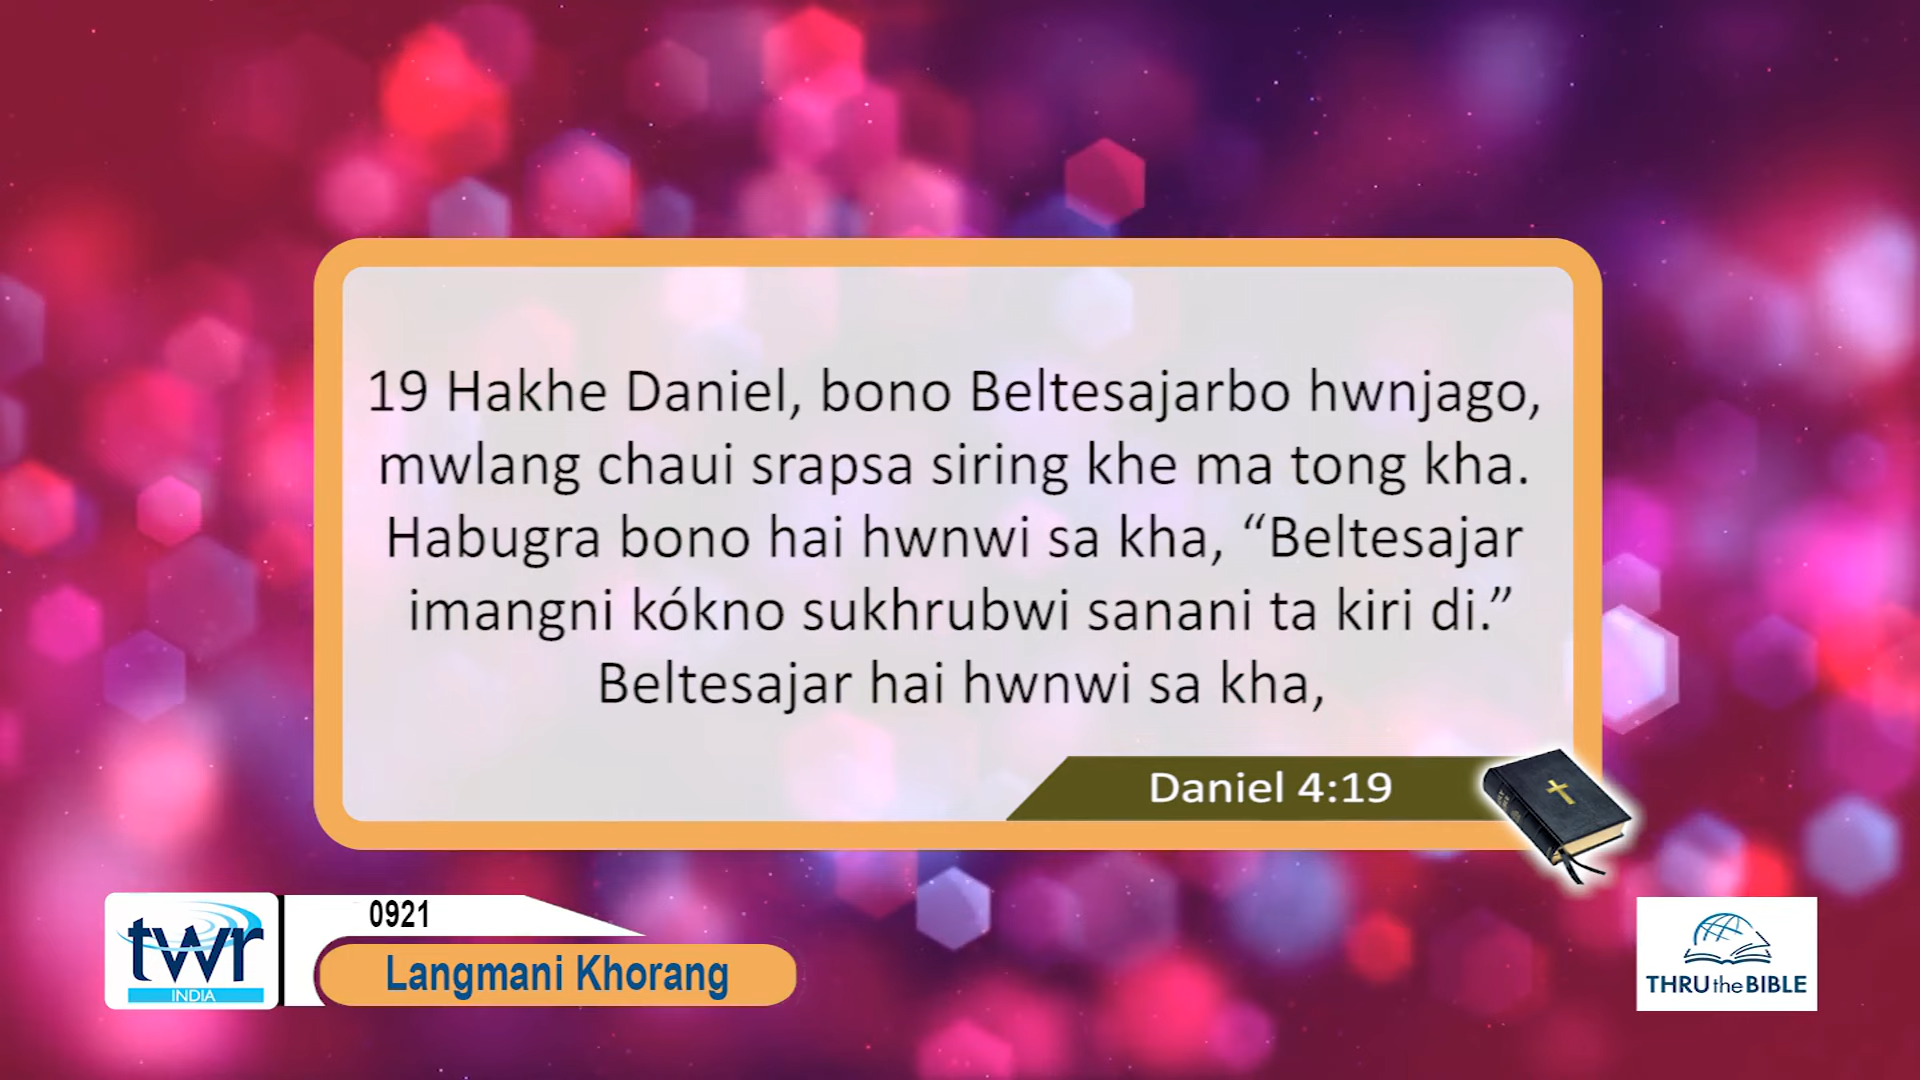 19 Hakhe Daniel, bono Beltesajarbo hwnjago,
mwlang chaui srapsa siring khe ma tong kha.
Habugra bono hai hwnwi sa kha, “Beltesajar
imangni kókno sukhrubwi sanani ta kiri di.”
Beltesajar hai hwnwi sa kha,
Daniel 4:19
twr
INDIA
0921
Langmani Khorang
THRU the BIBLE